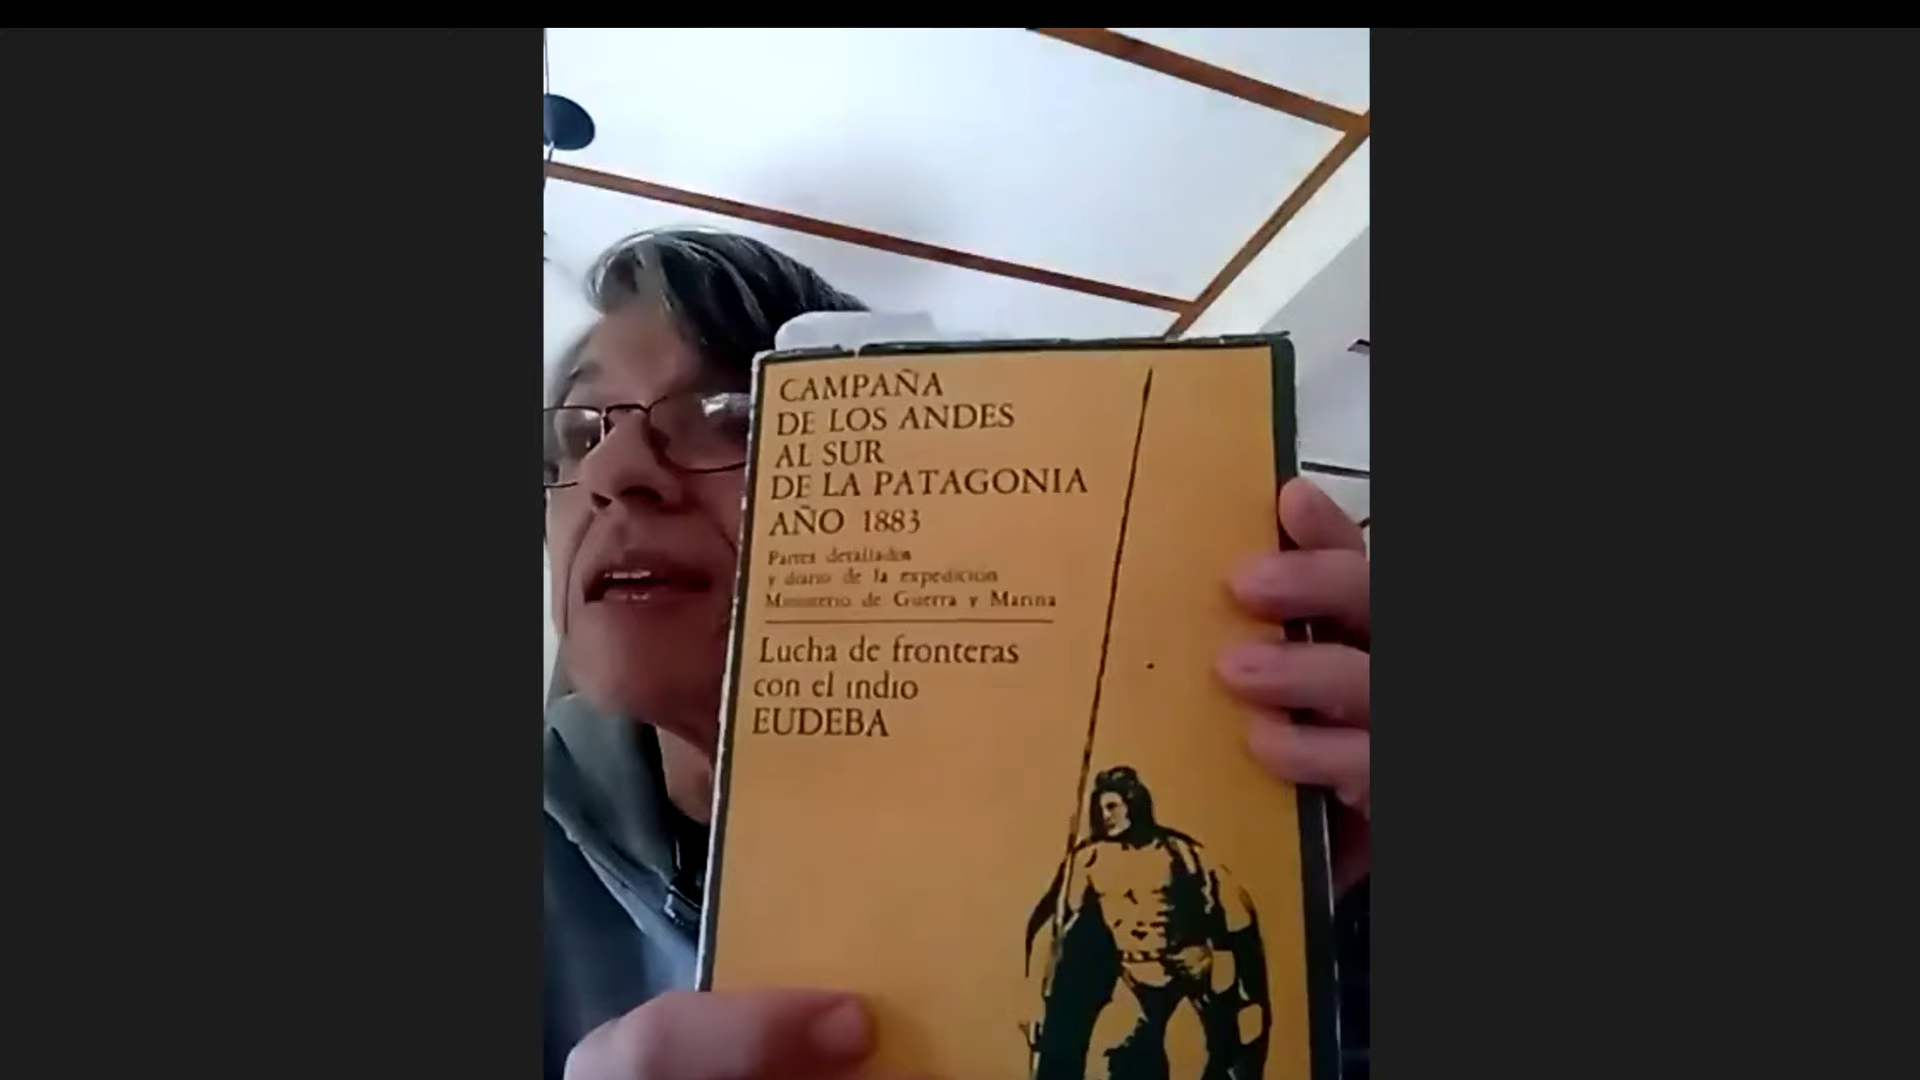 CAMPAÑA
DE LOS ANDES
AL SUR
DE LA PATAGONIA
AÑO 1883
Partes detallados
y diario de la expedición
Ministerio de Guerra y Marina
Lucha de fronteras
con el indio
EUDEBA